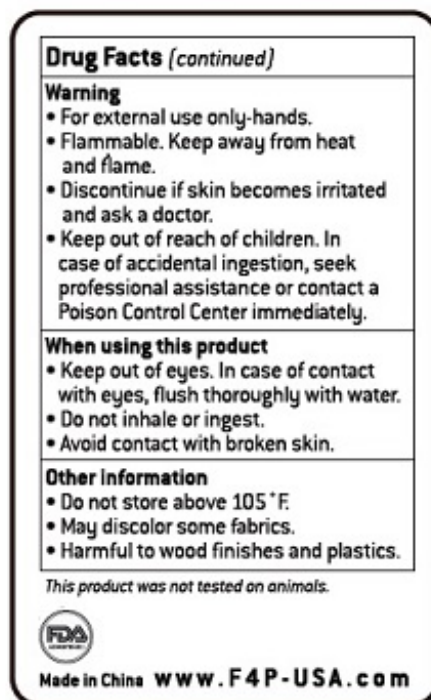 Drug Facts (continued)
Warning
• For external use only-hands.
• Flammable. Keep away from heat
and flame.
• Discontinue if skin becomes irritated
and ask a doctor.
• Keep out of reach of children. In
case of accidental ingestion, seek
professional assistance or contact a
Poison Control Center immediately.
When using this product
• Keep out of eyes. In case of contact
with eyes, flush thoroughly with water.
• Do not inhale or ingest.
• Avoid contact with broken skin.
Other information
• Do not store above 105˚F.
• May discolor some fabrics.
• Harmful to wood finishes and plastics.
This product was not tested on animals.
FDA
Made in China www.F4P-USA.com